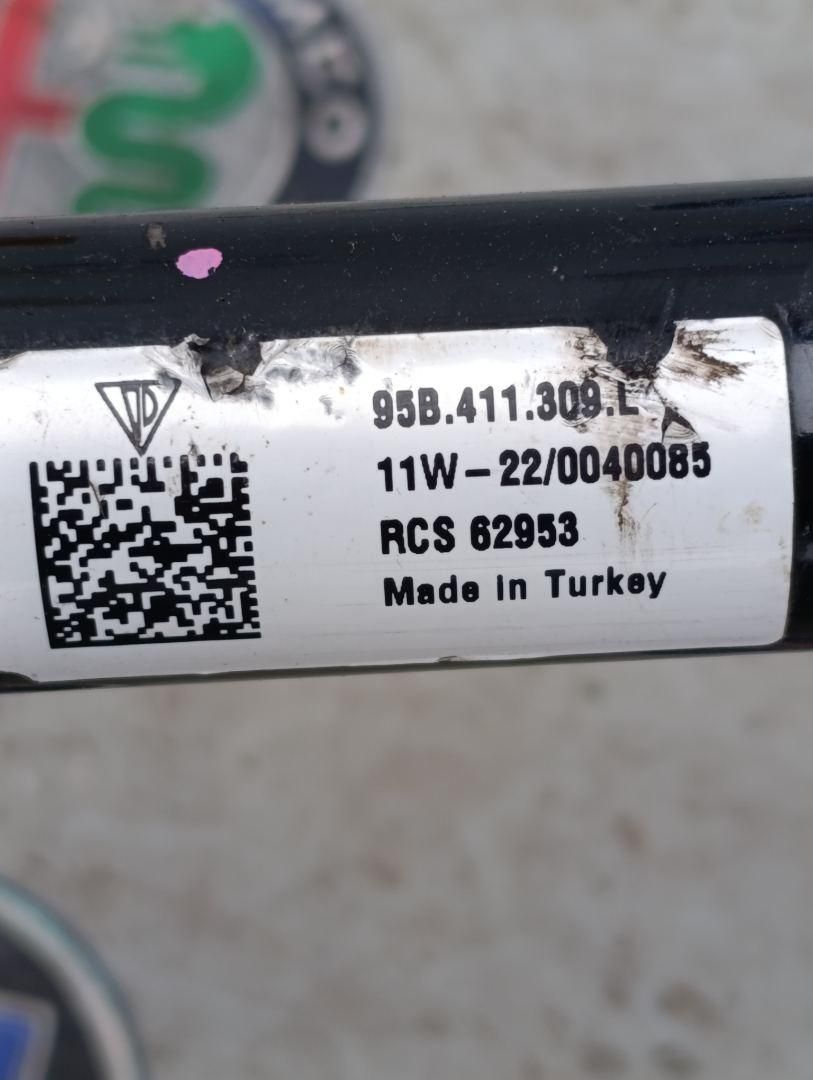 95B.411.309.L
11W-22/0040085
RCS 62953
Made in Turkey